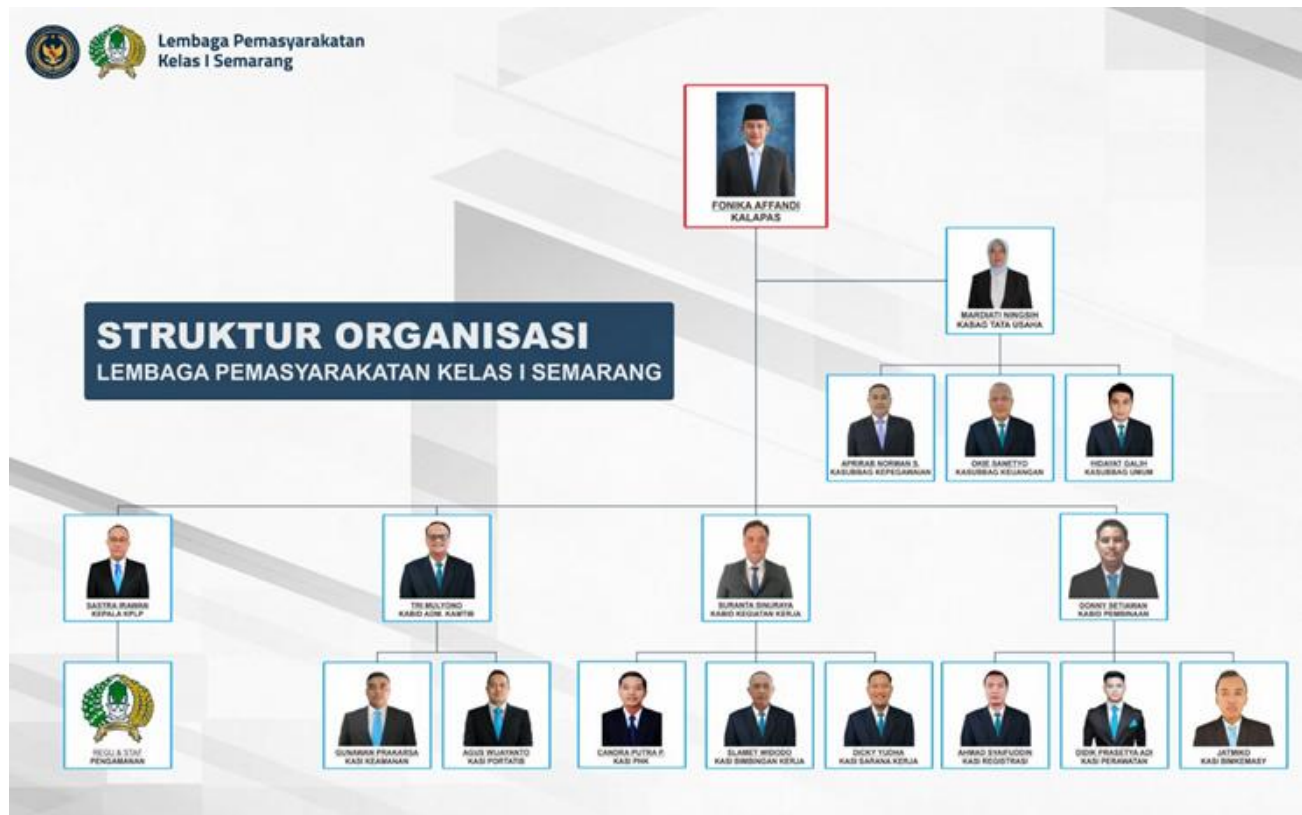 Lembaga Pemasyarakatan
Kelas I Semarang
FONIKA AFFANDI
KALAPAS
MARDIATI NINGSIH
KABAG TATA USAHA
STRUKTUR ORGANISASI
LEMBAGA PEMASYARAKATAN KELAS I SEMARANG
APRIRAB NORMAN S.
KASUBBAG KEPEGAWAIAN
OKIE SANETYO
KASUBBAG KEUANGAN
HIDAYAT GALIH
KASUBBAG UMUM
SASTRA IRAWAN
KEPALA KPLP
TRI MULYONO
KABID ADM. KAMTIB
SURANTA SINURAYA
KABID KEGIATAN KERJA
DONNY SETIAWAN
KABID PEMBINAAN
REGU & STAF
PENGAMANAN
GUNAWAN PRAKARSA
KASI KEAMANAN
AGUS WIJAYANTO
KASI PORTATIB
CANDRA PUTRA P.
KASI PHK
SLAMET WIDODO
KASI BIMBINGAN KERJA
DICKY YUDHA
KASI SARANA KERJA
AHMAD SYAIFUDDIN
KASI REGISTRASI
DIDIK PRASETYA ADI
KASI PERAWATAN
JATMIKO
KASI BIMKEMASY